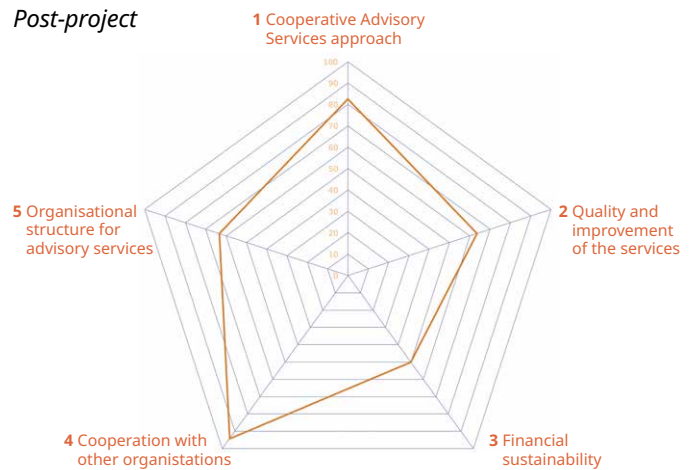 Post-project
1 Cooperative Advisory
Services approach
100
90
80
70
60
50
40
30
20
10
0
5 Organisational
structure for
advisory services
2 Quality and
improvement
of the services
4 Cooperation with
other organistations
3 Financial
sustainability